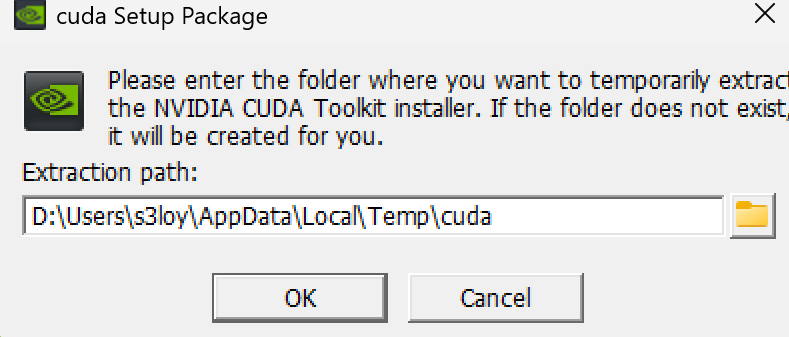 cuda Setup Package
Please enter the folder where you want to temporarily extract
the NVIDIA CUDA Toolkit installer. If the folder does not exist,
it will be created for you.
Extraction path:
D:\Users\s3loy\AppData\Local\Temp\cuda
OK
Cancel